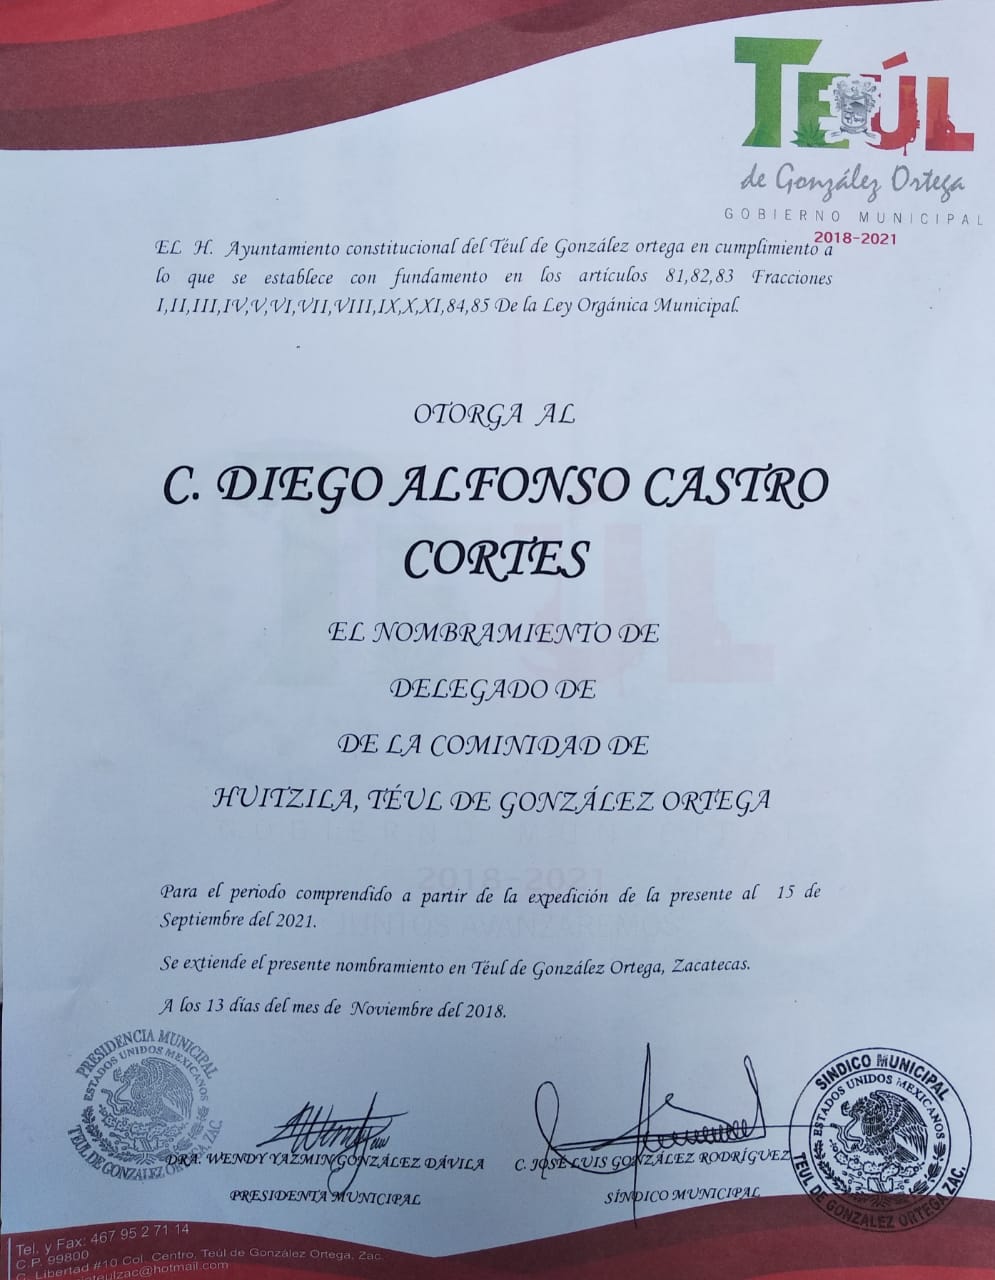 TEÚL
de González Ortega
GOBIERNO MUNICIPAL
2018-2021
EL H. Ayuntamiento constitucional del Téul de González ortega en cumplimiento a
lo que se establece con fundamento en los artículos 81,82,83 Fracciones
I,II,III,IV,V,VI,VII,VIII,IX,X,XI,84,85 De la Ley Orgánica Municipal.
OTORGA AL
C. DIEGO ALFONSO CASTRO
CORTES
EL NOMBRAMIENTO DE
DELEGADO DE
DE LA COMINIDAD DE
HUITZILA, TÉUL DE GONZÁLEZ ORTEGA
GOBIERNO MUNICIPAL
2018-2021
Para el periodo comprendido a partir de la expedición de la presente al 15 de
Septiembre del 2021.
JUNTOS AVANZAREMOS
Se extiende el presente nombramiento en Téul de González Ortega, Zacatecas.
A los 13 días del mes de Noviembre del 2018.
PRESIDENCIA MUNICIPAL
ESTADOS UNIDOS MEXICANOS
TEUL DE GONZALEZ ORTEGA, ZAC.
SINDICO MUNICIPAL
ESTADOS UNIDOS MEXICANOS
TEUL DE GONZALEZ ORTEGA, ZAC.
DRA. WENDY YAZMIN GONZÁLEZ DÁVILA
C. JOSÉ LUIS GONZÁLEZ RODRÍGUEZ
PRESIDENTA MUNICIPAL
SÍNDICO MUNICIPAL
Tel. y Fax: 467 95 2 71 14
C.P. 99800
C. Libertad #10 Col. Centro, Teúl de González Ortega, Zac.